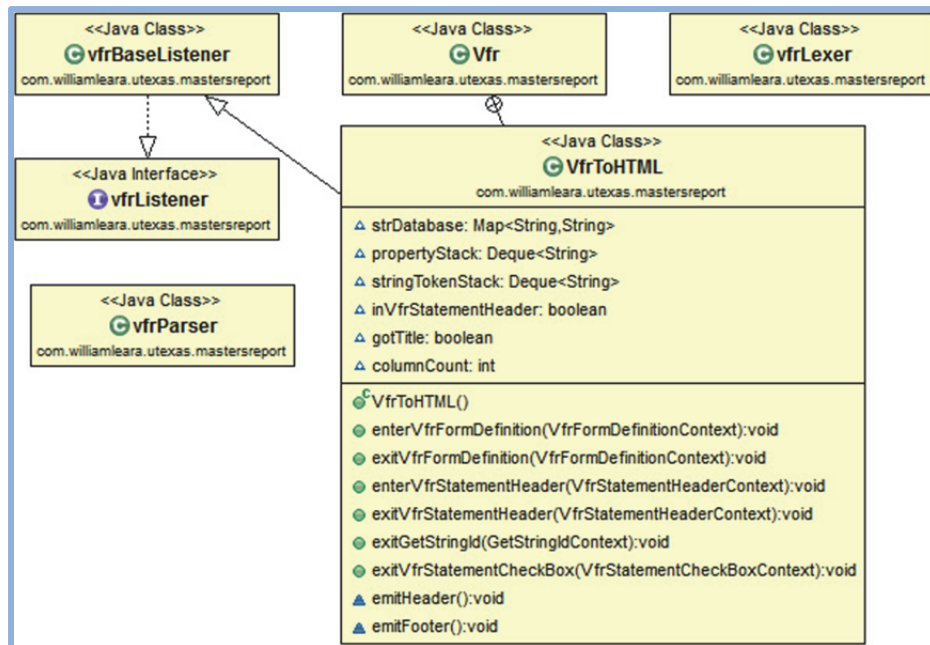 <<Java Class>>
vfrBaseListener
com.williamleara.utexas.mastersreport
<<Java Class>>
Vfr
com.williamleara.utexas.mastersreport
<<Java Class>>
vfrLexer
com.williamleara.utexas.mastersreport
<<Java Interface>>
vfrListener
com.williamleara.utexas.mastersreport
<<Java Class>>
vfrParser
com.williamleara.utexas.mastersreport
<<Java Class>>
VfrToHTML
com.williamleara.utexas.mastersreport
strDatabase: Map<String,String>
propertyStack: Deque<String>
stringTokenStack: Deque<String>
inVfrStatementHeader: boolean
gotTitle: boolean
columnCount: int
VfrToHTML()
enterVfrFormDefinition(VfrFormDefinitionContext):void
exitVfrFormDefinition(VfrFormDefinitionContext):void
enterVfrStatementHeader(VfrStatementHeaderContext):void
exitVfrStatementHeader(VfrStatementHeaderContext):void
exitGetStringId(GetStringIdContext):void
exitVfrStatementCheckBox(VfrStatementCheckBoxContext):void
emitHeader():void
emitFooter():void